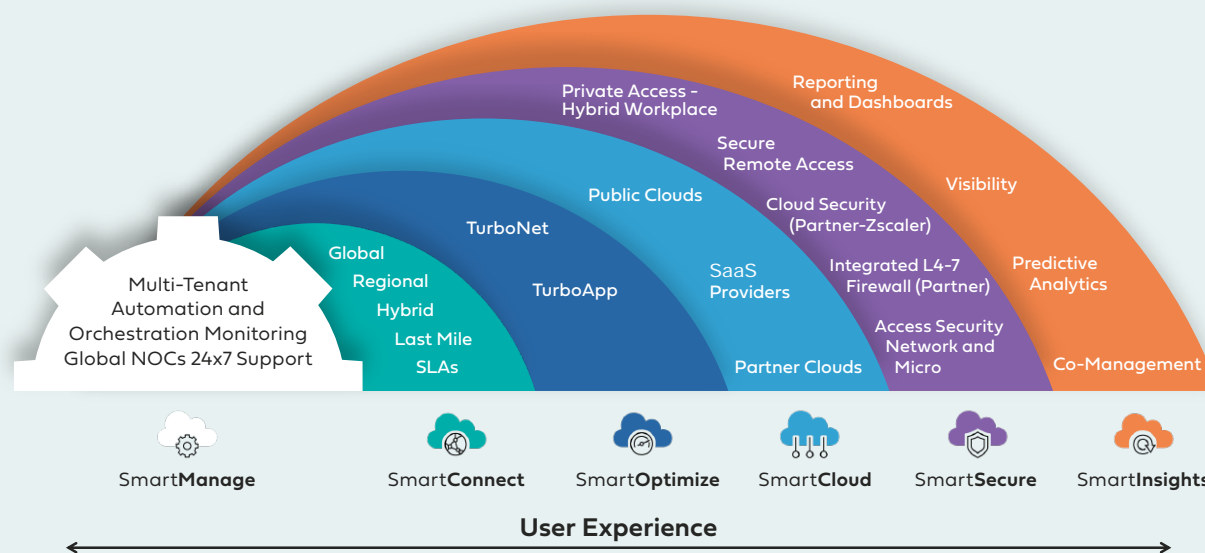 Multi-Tenant
Automation and
Orchestration Monitoring
Global NOCs 24x7 Support
Global
Regional
Hybrid
Last Mile
SLAs
TurboNet
TurboApp
Public Clouds
SaaS
Providers
Partner Clouds
Private Access -
Hybrid Workplace
Secure
Remote Access
Cloud Security
(Partner-Zscaler)
Integrated L4-7
Firewall (Partner)
Access Security
Network and
Micro
Reporting
and Dashboards
Visibility
Predictive
Analytics
Co-Management
SmartManage
SmartConnect
SmartOptimize
SmartCloud
SmartSecure
SmartInsights
User Experience